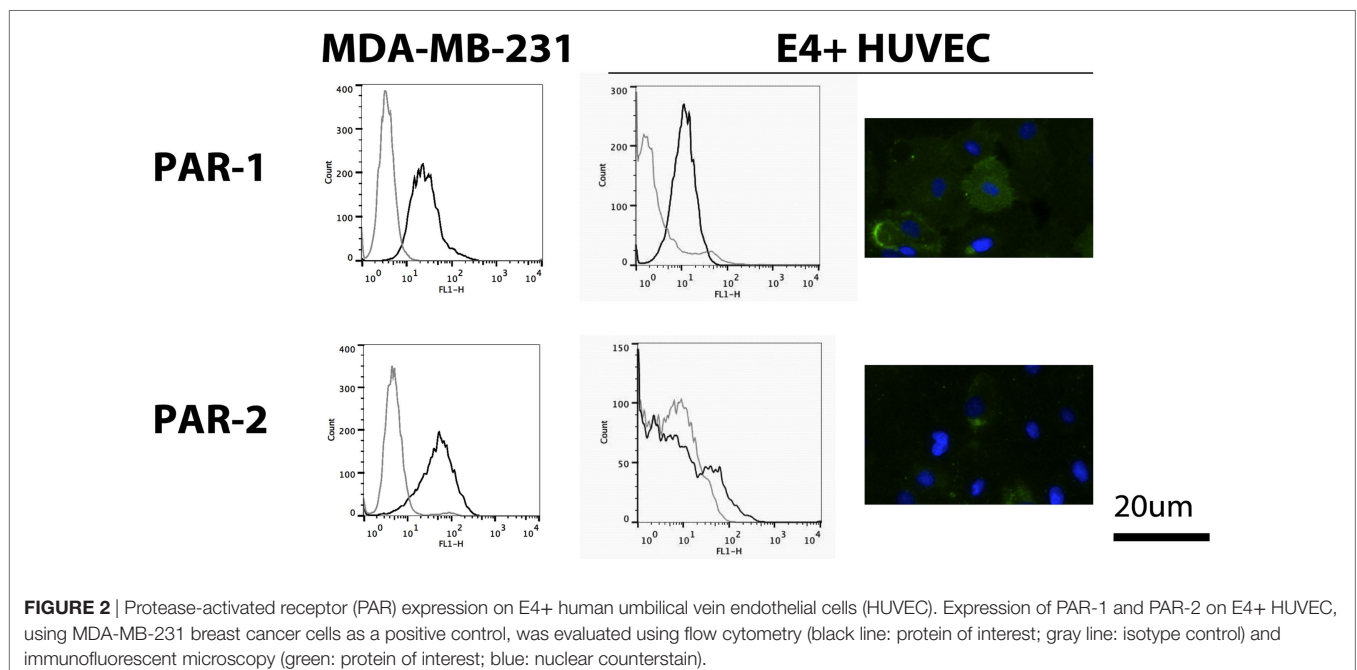 MDA-MB-231 E4+ HUVEC
PAR-1
400
300
200
100
0
Count
10^0 10^1 10^2 10^3 10^4
FL1-H
300
200
100
0
Count
10^0 10^1 10^2 10^3 10^4
FL1-H
PAR-2
400
300
200
100
0
Count
10^0 10^1 10^2 10^3 10^4
FL1-H
150
100
50
0
Count
10^0 10^1 10^2 10^3 10^4
FL1-H
20um
FIGURE 2 | Protease-activated receptor (PAR) expression on E4+ human umbilical vein endothelial cells (HUVEC). Expression of PAR-1 and PAR-2 on E4+ HUVEC,
using MDA-MB-231 breast cancer cells as a positive control, was evaluated using flow cytometry (black line: protein of interest; gray line: isotype control) and
immunofluorescent microscopy (green: protein of interest; blue: nuclear counterstain).